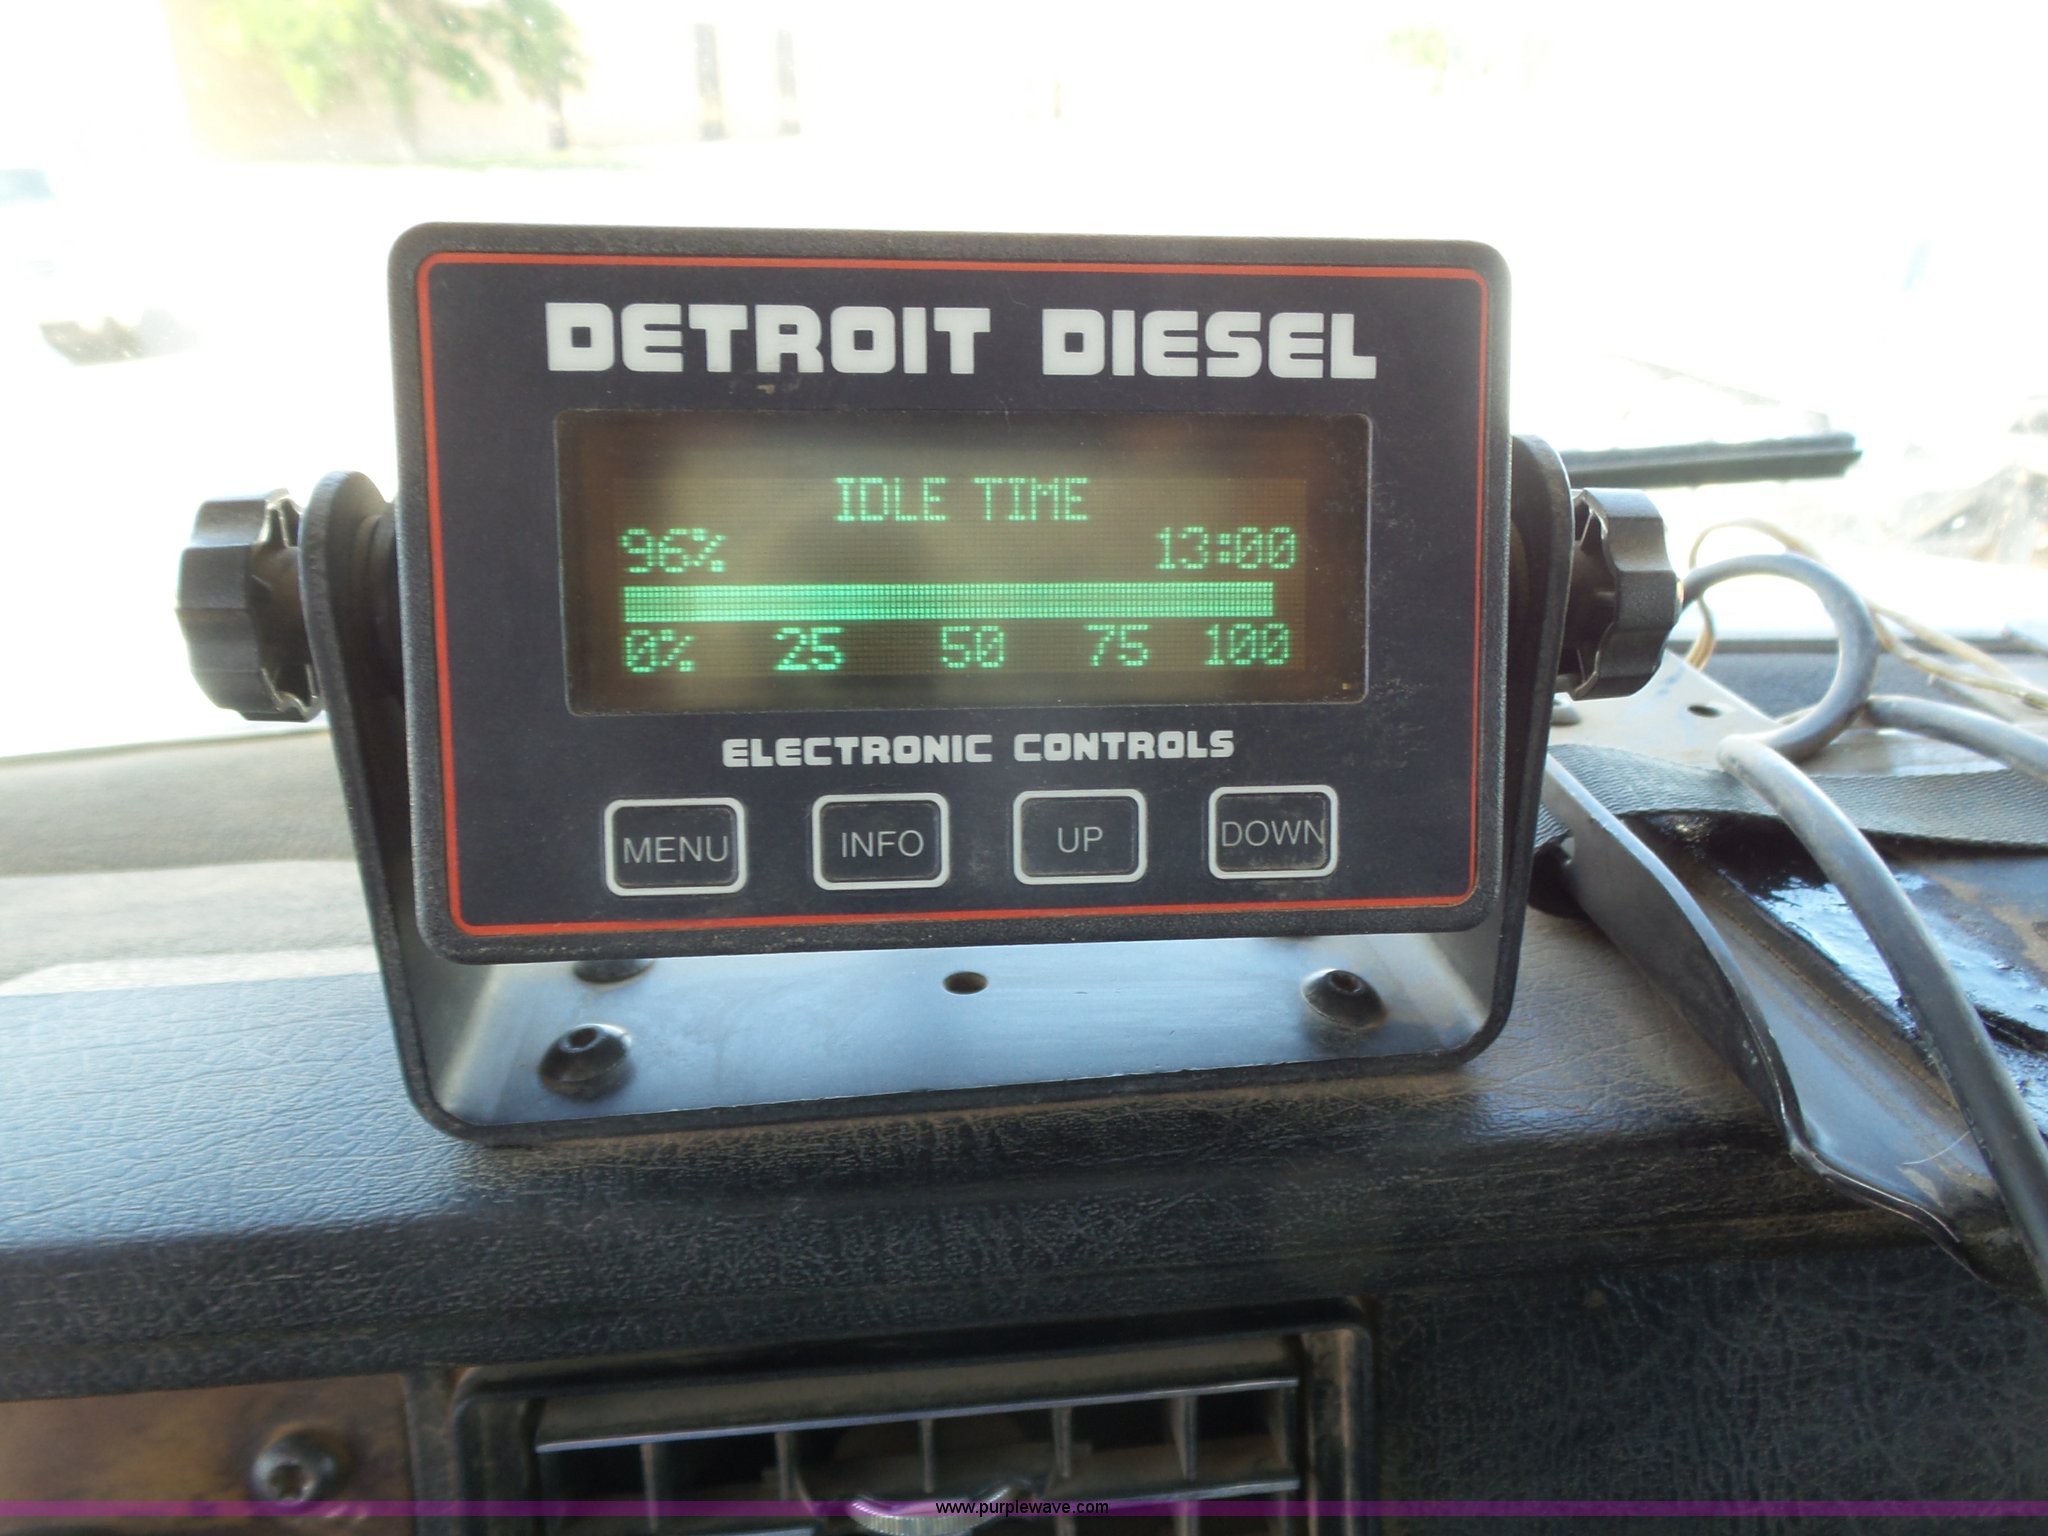 DETROIT DIESEL
IDLE TIME
96% 13:00
0% 25 50 75 100
ELECTRONIC CONTROLS
MENU INFO UP DOWN
www.purplewave.com